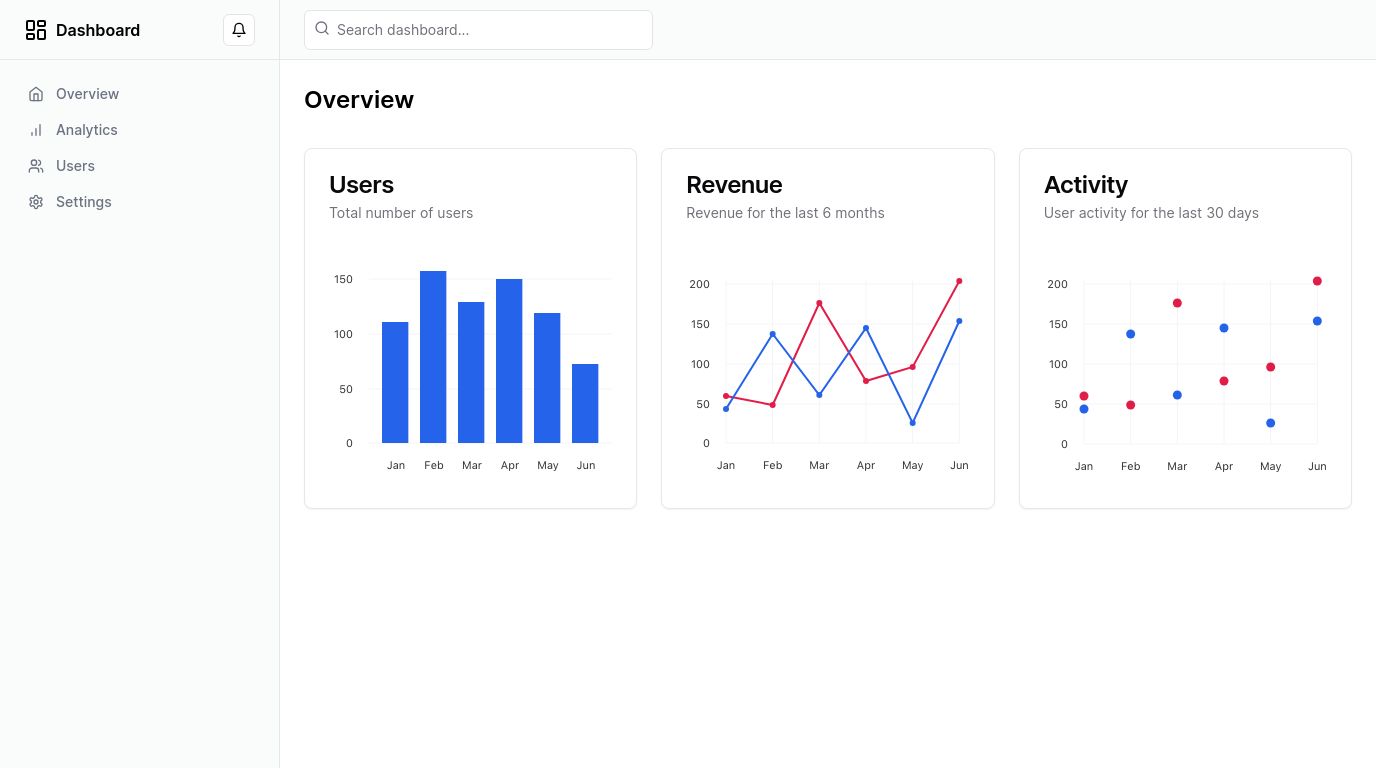 Dashboard
Search dashboard...
Overview
Analytics
Users
Settings
Overview
Users
Total number of users
150
100
50
0
Jan Feb Mar Apr May Jun
Revenue
Revenue for the last 6 months
200
150
100
50
0
Jan Feb Mar Apr May Jun
Activity
User activity for the last 30 days
200
150
100
50
0
Jan Feb Mar Apr May Jun